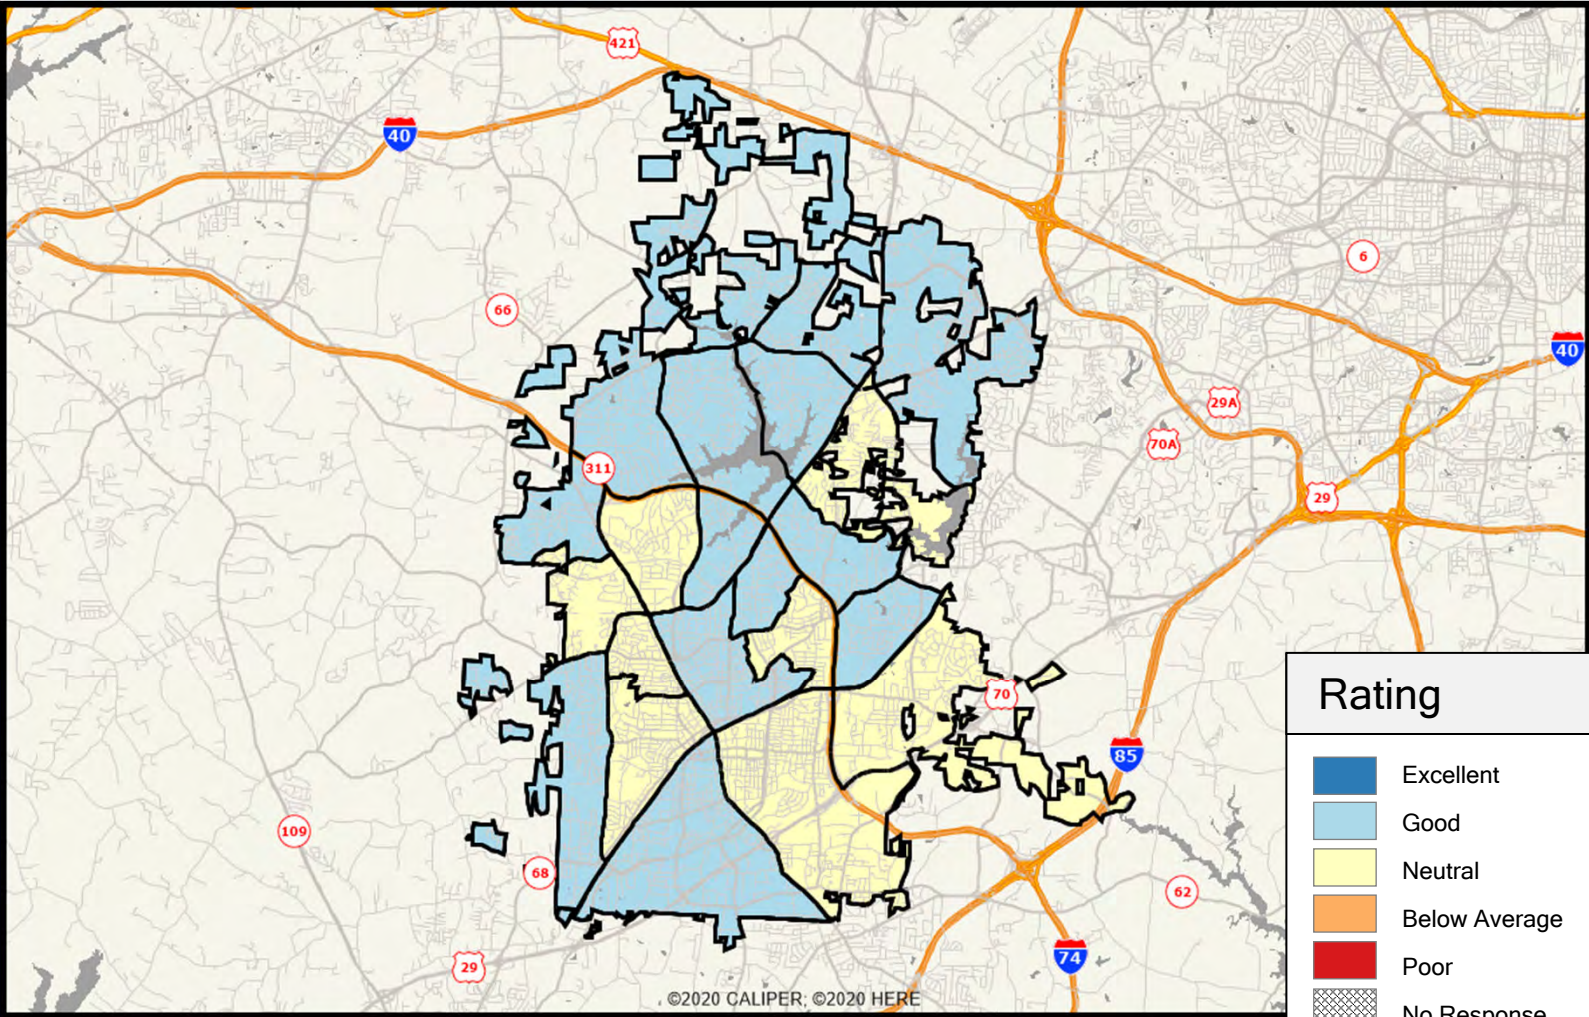 421
40
6
66
40
29A
70A
311
29
70
Rating
85
Excellent
Good
109
Neutral
68
62
Below Average
74
29
Poor
©2020 CALIPER; ©2020 HERE
No Response